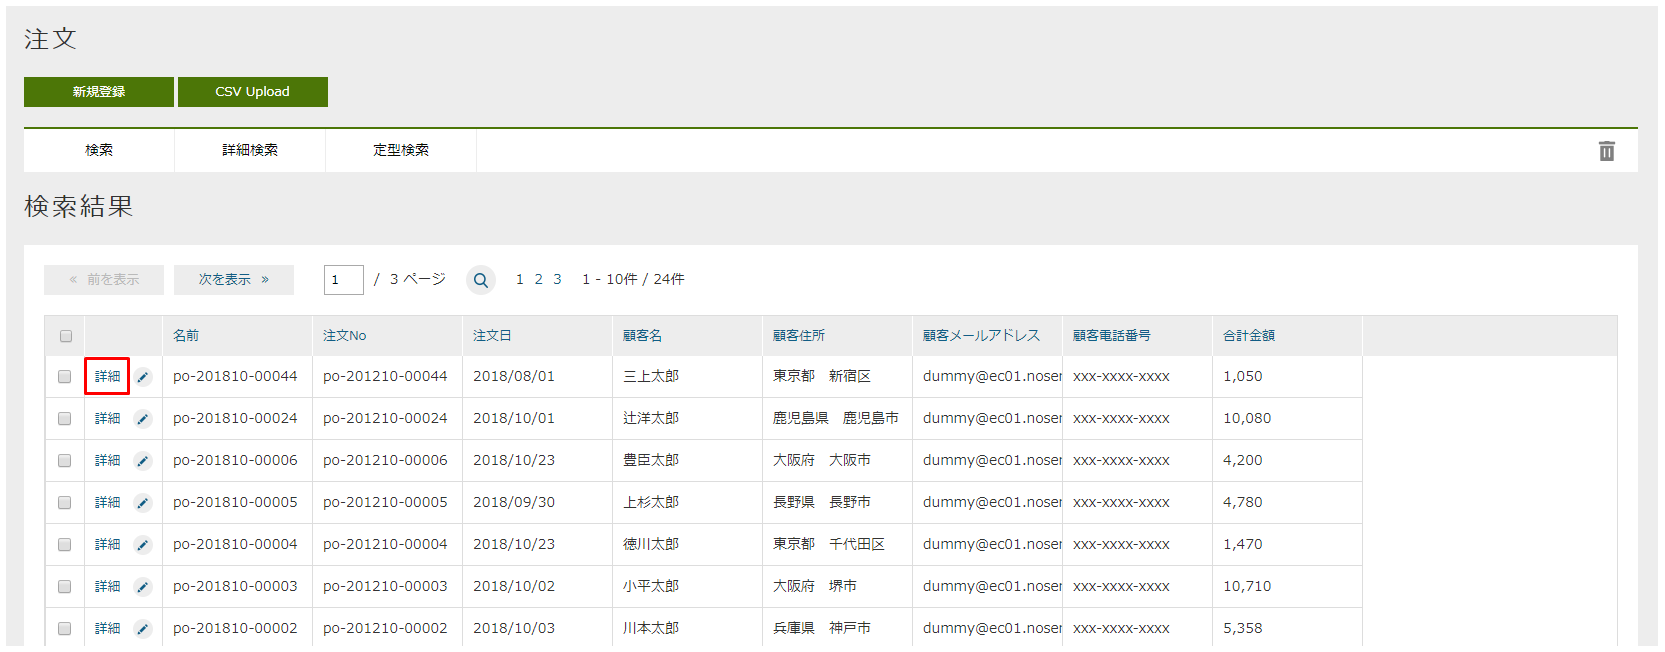 注文
新規登録 CSV Upload
検索 詳細検索 定型検索
検索結果
« 前を表示 次を表示 » 1 / 3 ページ 1 2 3 1 - 10件 / 24件
名前 注文No 注文日 顧客名 顧客住所 顧客メールアドレス 顧客電話番号 合計金額
詳細 po-201810-00044 po-201210-00044 2018/08/01 三上太郎 東京都　新宿区 dummy@ec01.noser xxx-xxxx-xxxx 1,050
詳細 po-201810-00024 po-201210-00024 2018/10/01 辻洋太郎 鹿児島県　鹿児島市 dummy@ec01.noser xxx-xxxx-xxxx 10,080
詳細 po-201810-00006 po-201210-00006 2018/10/23 豊臣太郎 大阪府　大阪市 dummy@ec01.noser xxx-xxxx-xxxx 4,200
詳細 po-201810-00005 po-201210-00005 2018/09/30 上杉太郎 長野県　長野市 dummy@ec01.noser xxx-xxxx-xxxx 4,780
詳細 po-201810-00004 po-201210-00004 2018/10/23 徳川太郎 東京都　千代田区 dummy@ec01.noser xxx-xxxx-xxxx 1,470
詳細 po-201810-00003 po-201210-00003 2018/10/02 小平太郎 大阪府　堺市 dummy@ec01.noser xxx-xxxx-xxxx 10,710
詳細 po-201810-00002 po-201210-00002 2018/10/03 川本太郎 兵庫県　神戸市 dummy@ec01.noser xxx-xxxx-xxxx 5,358